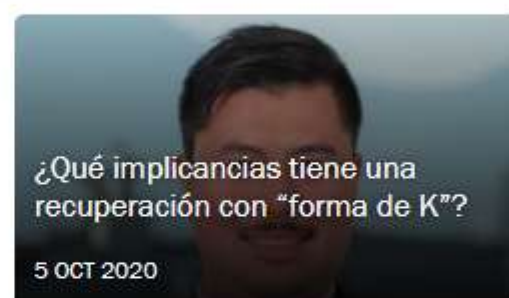 ¿Qué implicancias tiene una
recuperación con “forma de K”?
5 OCT 2020